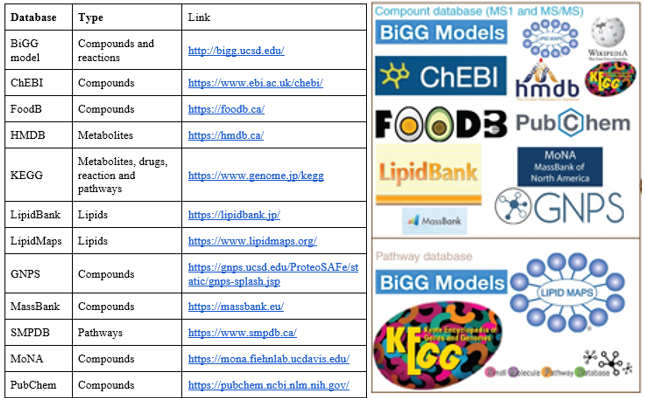 Database Type Link
BiGG model Compounds and reactions http://bigg.ucsd.edu/
ChEBI Compounds https://www.ebi.ac.uk/chebi/
FoodB Compounds https://foodb.ca/
HMDB Metabolites https://hmdb.ca/
KEGG Metabolites, drugs, reaction and pathways https://www.genome.jp/kegg
LipidBank Lipids https://lipidbank.jp/
LipidMaps Lipids https://www.lipidmaps.org/
GNPS Compounds https://gnps.ucsd.edu/ProteoSAFe/static/gnps-splash.jsp
MassBank Compounds https://massbank.eu/
SMPDB Pathways https://www.smpdb.ca/
MoNA Compounds https://mona.fiehnlab.ucdavis.edu/
PubChem Compounds https://pubchem.ncbi.nlm.nih.gov/
Compount database (MS1 and MS/MS)
BiGG Models
LIPID MAPS
WIKIPEDIA
The Free Encyclopedia
ChEBI
hmdb
KEGG
FOODB
PubChem
LipidBank
MoNA
MassBank of
North America
MassBank
GNPS
Pathway database
BiGG Models
LIPID MAPS
KEGG
Kyoto Encyclopedia
of Genes and Genomes
Small Molecule Pathway Database